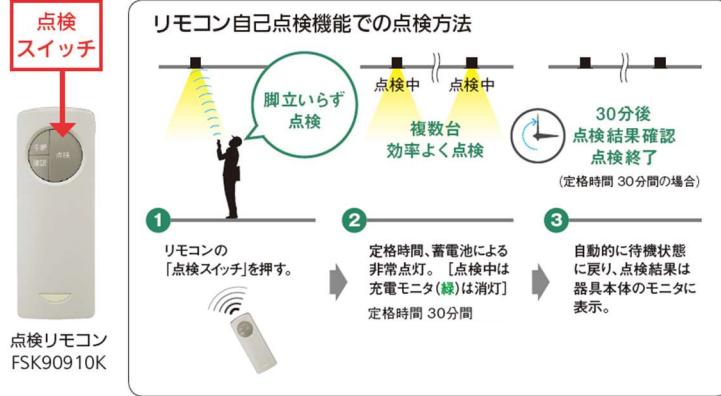 点検
スイッチ
中断
確認
点検
点検リモコン
FSK90910K
リモコン自己点検機能での点検方法
脚立いらず
点検
点検中
点検中
複数台
効率よく点検
30分後
点検結果確認
点検終了
(定格時間 30分間の場合)
1
リモコンの
「点検スイッチ」を押す。
2
定格時間、蓄電池による
非常点灯。 [点検中は
充電モニタ(緑)は消灯]
定格時間 30分間
3
自動的に待機状態
に戻り、点検結果は
器具本体のモニタに
表示。